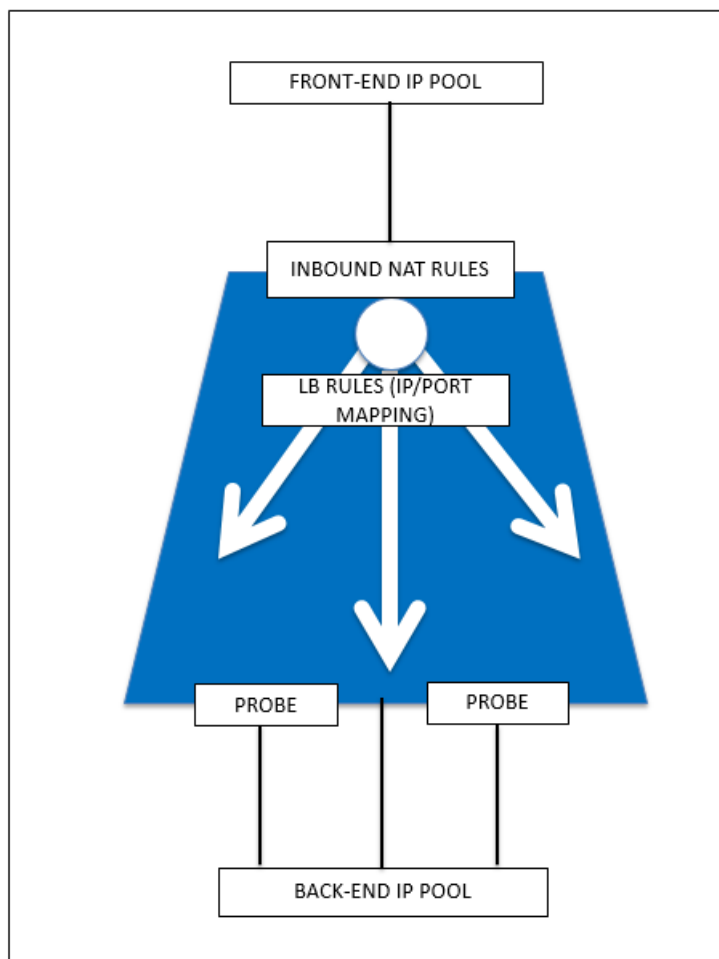 FRONT-END IP POOL
INBOUND NAT RULES
LB RULES (IP/PORT
MAPPING)
PROBE
PROBE
BACK-END IP POOL